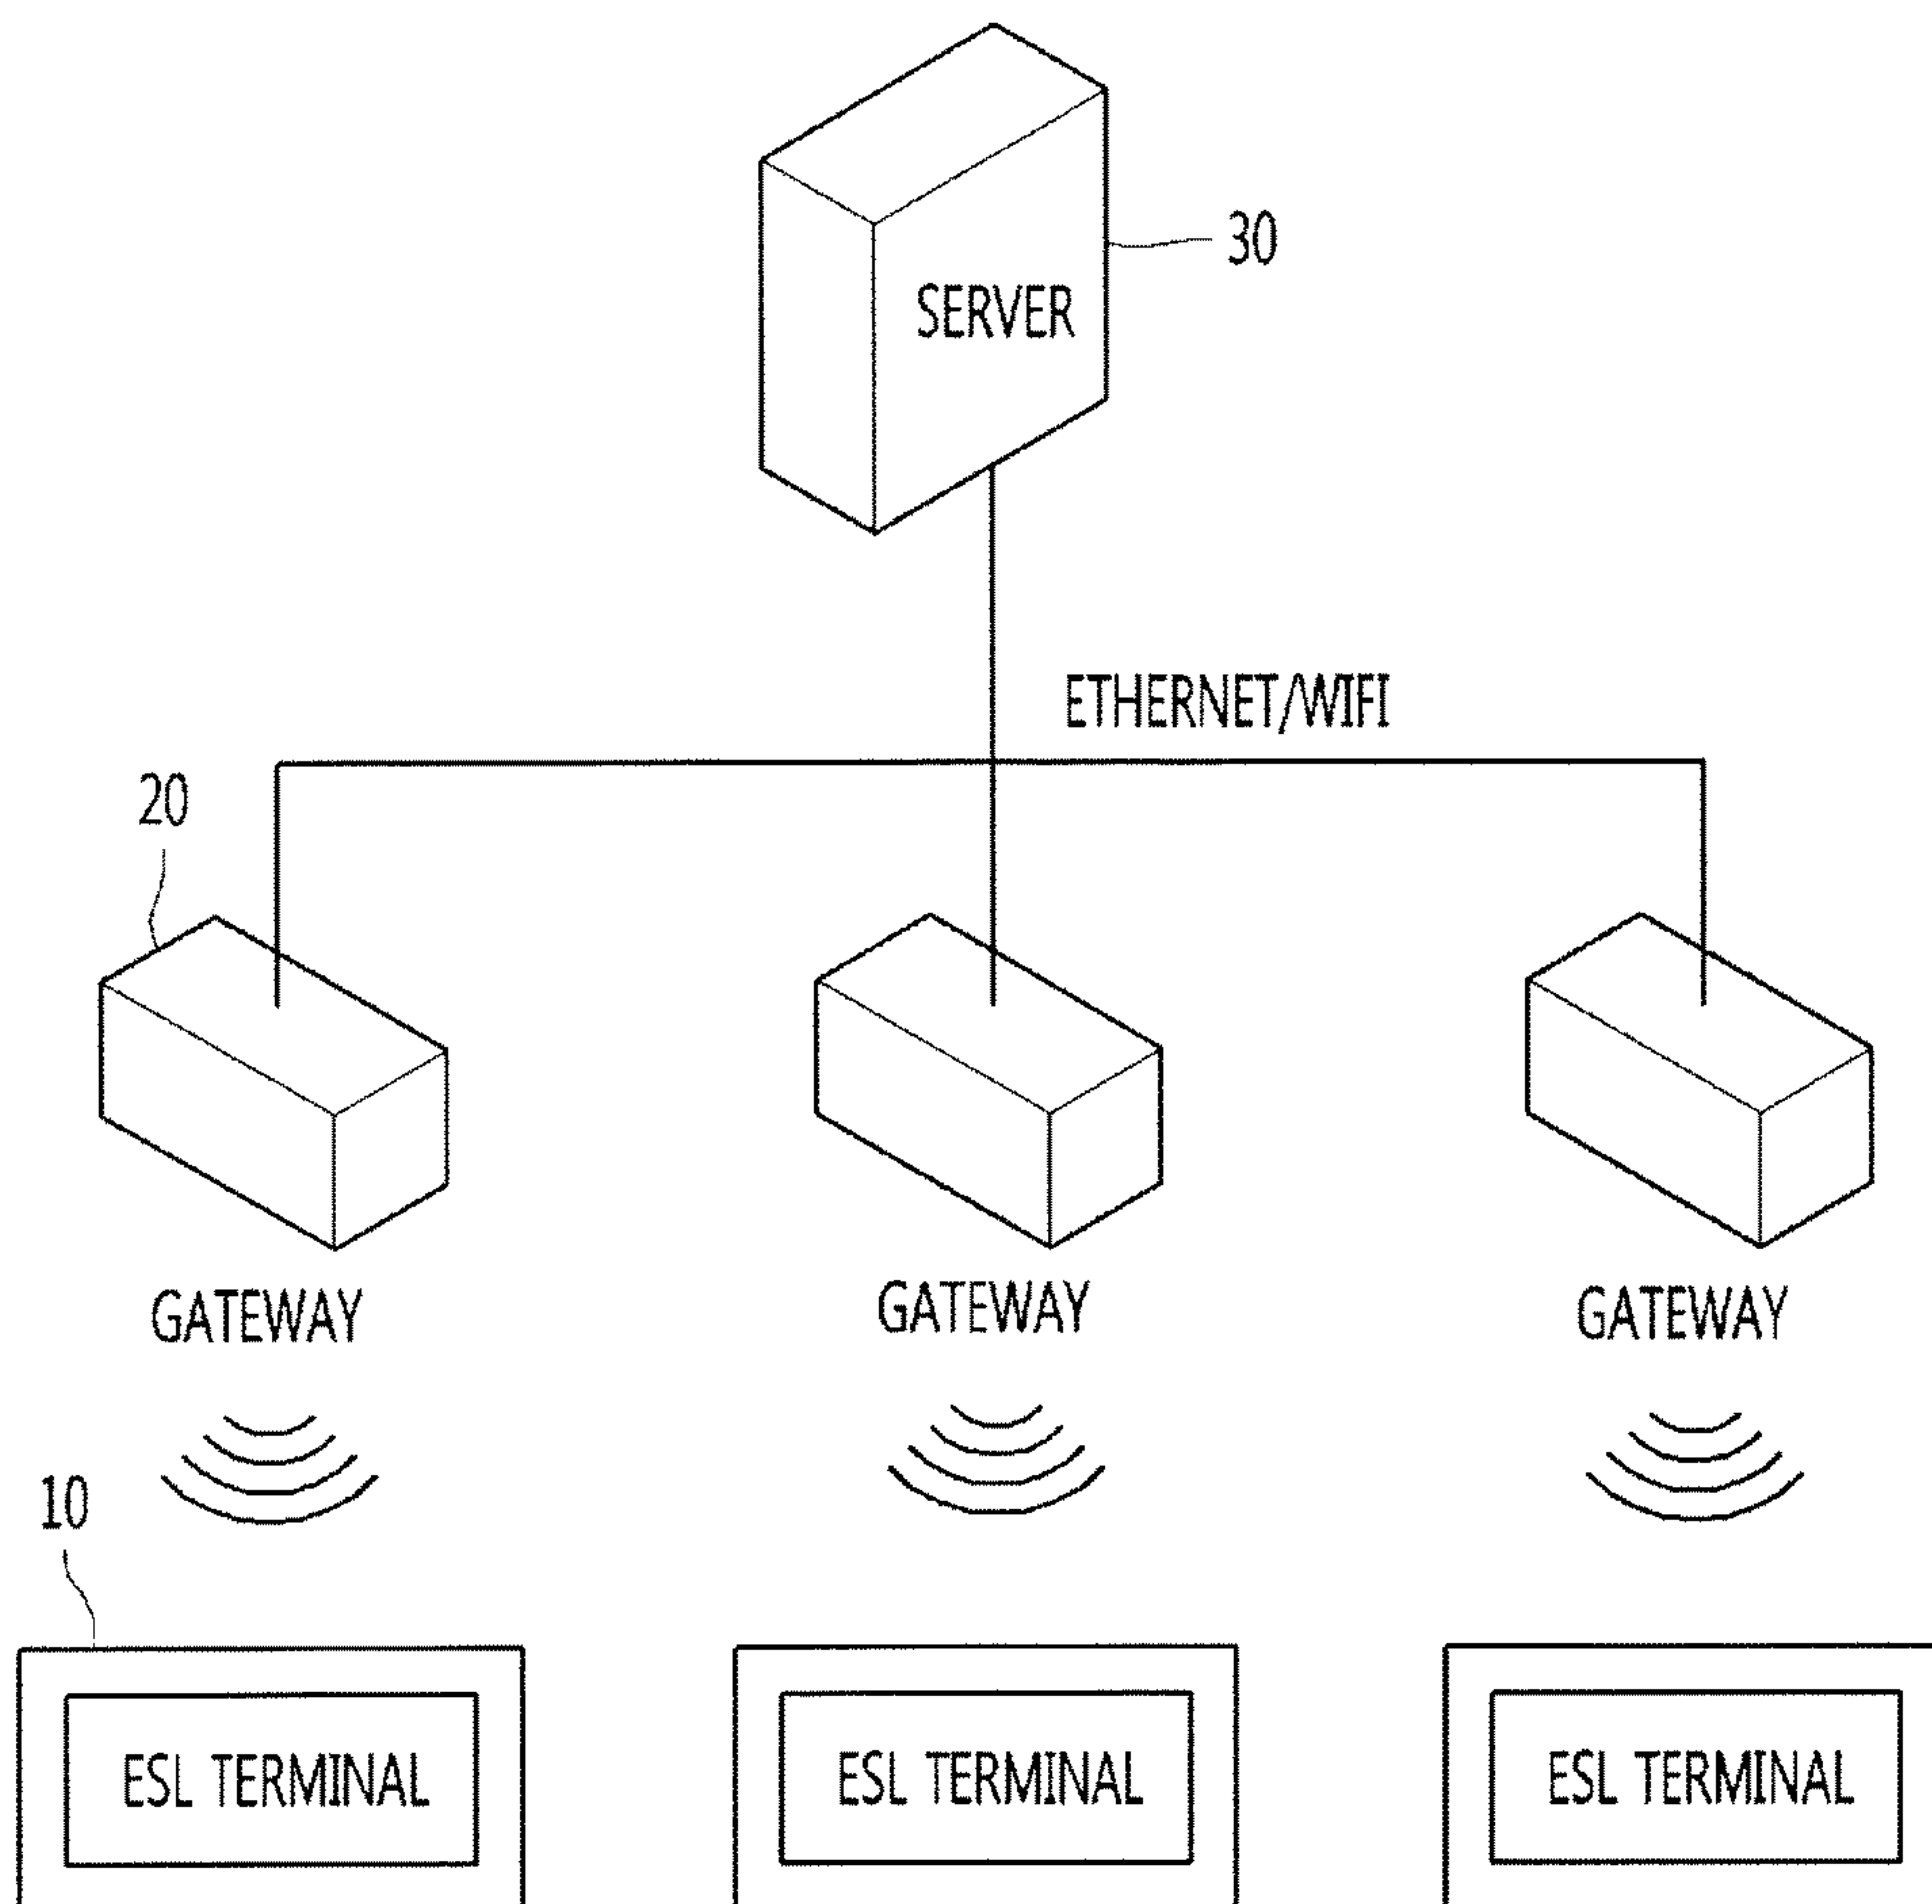 30
SERVER
ETHERNET/WIFI
20
GATEWAY GATEWAY GATEWAY
10
ESL TERMINAL ESL TERMINAL ESL TERMINAL